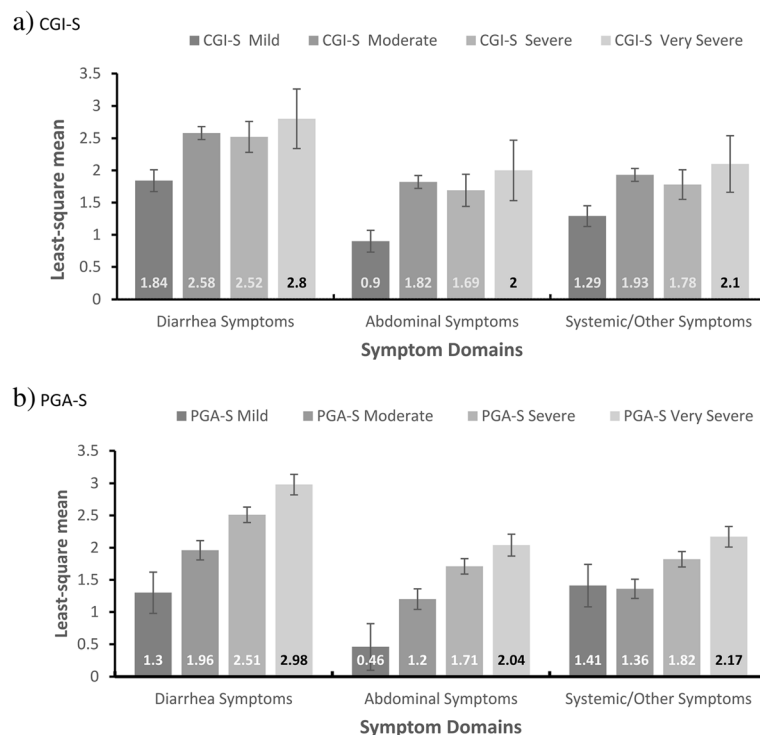 a) CGI-S
CGI-S Mild CGI-S Moderate CGI-S Severe CGI-S Very Severe
Least-square mean
3.5
3
2.5
2
1.5
1
0.5
0
1.84 2.58 2.52 2.8 0.9 1.82 1.69 2 1.29 1.93 1.78 2.1
Diarrhea Symptoms Abdominal Symptoms Systemic/Other Symptoms
Symptom Domains
b) PGA-S
PGA-S Mild PGA-S Moderate PGA-S Severe PGA-S Very Severe
Least-square mean
3.5
3
2.5
2
1.5
1
0.5
0
1.3 1.96 2.51 2.98 0.46 1.2 1.71 2.04 1.41 1.36 1.82 2.17
Diarrhea Symptoms Abdominal Symptoms Systemic/Other Symptoms
Symptom Domains